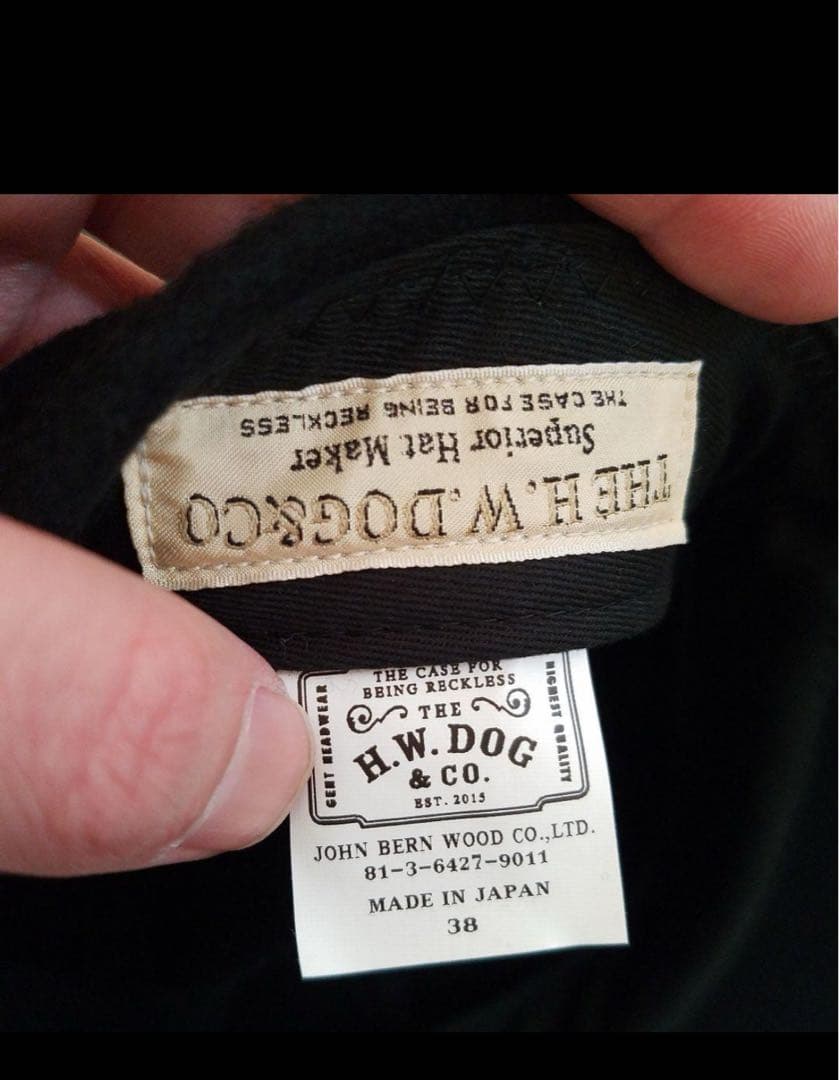 THE H.W.DOG&CO
Superior Hat Maker
THE CASE FOR BEING RECKLESS
THE CASE FOR
BEING RECKLESS
GENT HEADWEAR
HIGHEST QUALITY
THE
H.W. DOG
& CO.
EST. 2015
JOHN BERN WOOD CO.,LTD.
81-3-6427-9011
MADE IN JAPAN
38